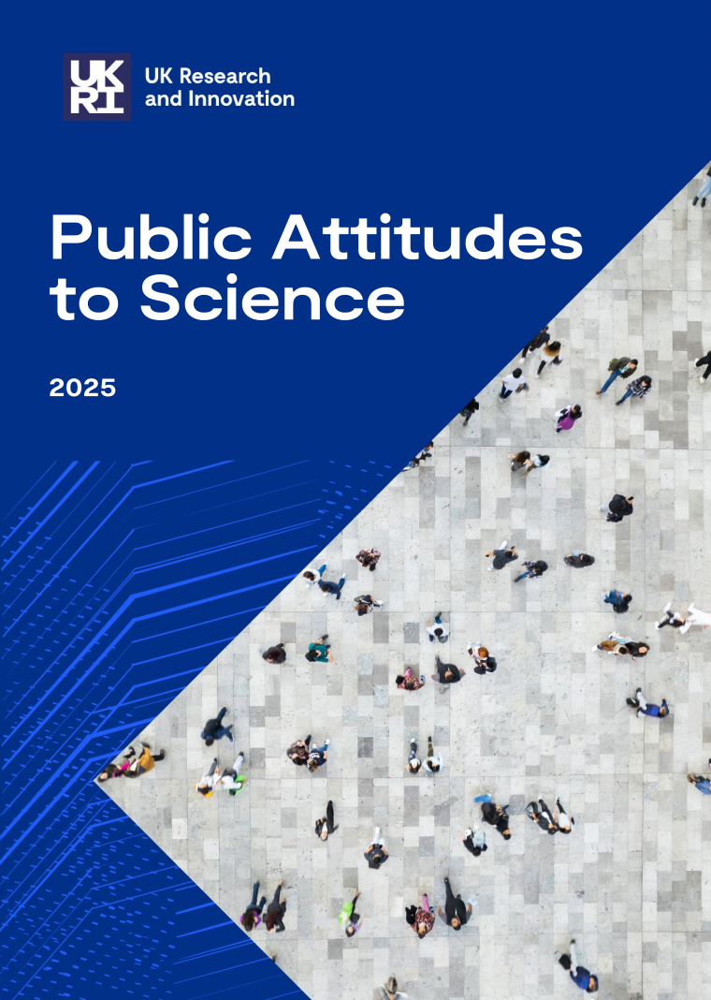 UK
RI
UK Research
and Innovation
Public Attitudes
to Science
2025